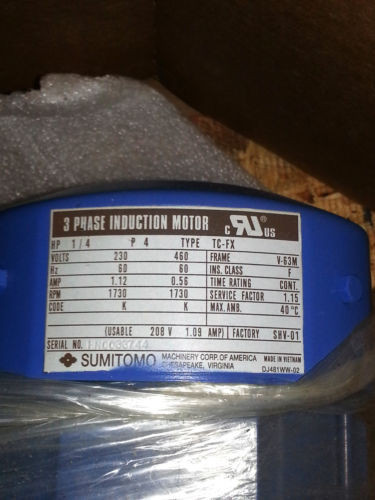 3 PHASE INDUCTION MOTOR C RU ® US
HP 1/4 P 4 TYPE TC-FX
VOLTS 230 460 FRAME V-63M
Hz 60 60 INS. CLASS F
AMP 1.12 0.56 TIME RATING CONT.
RPM 1730 1730 SERVICE FACTOR 1.15
CODE K K MAX. AMB. 40 °C
(USABLE 208 V 1.09 AMP) FACTORY SHV-01
SERIAL NO.
SUMITOMO MACHINERY CORP. OF AMERICA MADE IN VIETNAM
CHESAPEAKE, VIRGINIA DJ481WW-02